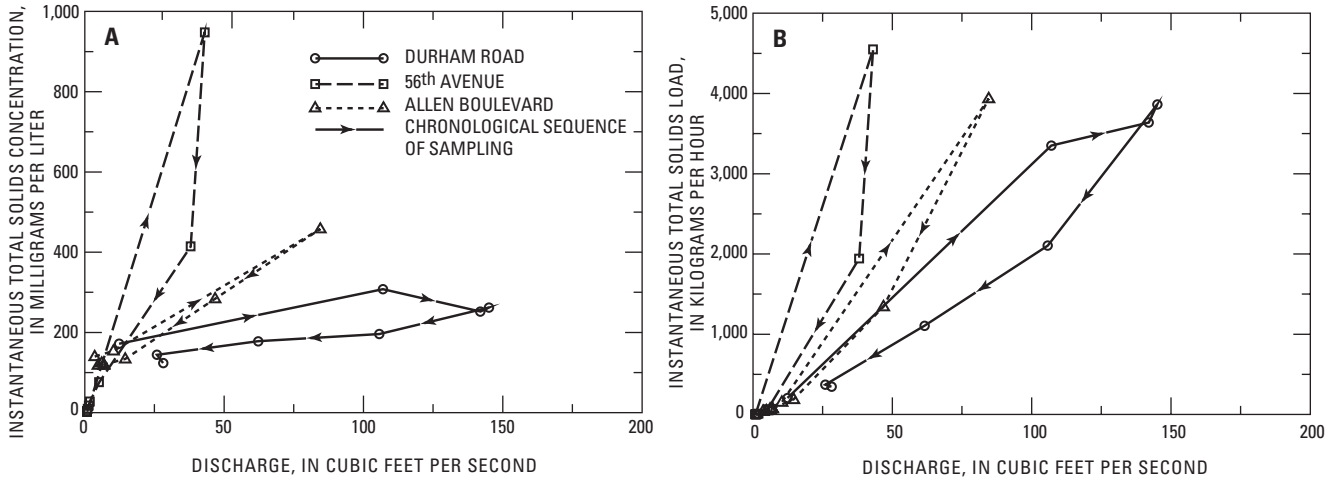 INSTANTANEOUS TOTAL SOLIDS CONCENTRATION,
IN MILLIGRAMS PER LITER
1,000
800
600
400
200
0
A
DURHAM ROAD
56th AVENUE
ALLEN BOULEVARD
CHRONOLOGICAL SEQUENCE
OF SAMPLING
0 50 100 150 200
DISCHARGE, IN CUBIC FEET PER SECOND
INSTANTANEOUS TOTAL SOLIDS LOAD,
IN KILOGRAMS PER HOUR
5,000
4,000
3,000
2,000
1,000
0
B
0 50 100 150 200
DISCHARGE, IN CUBIC FEET PER SECOND